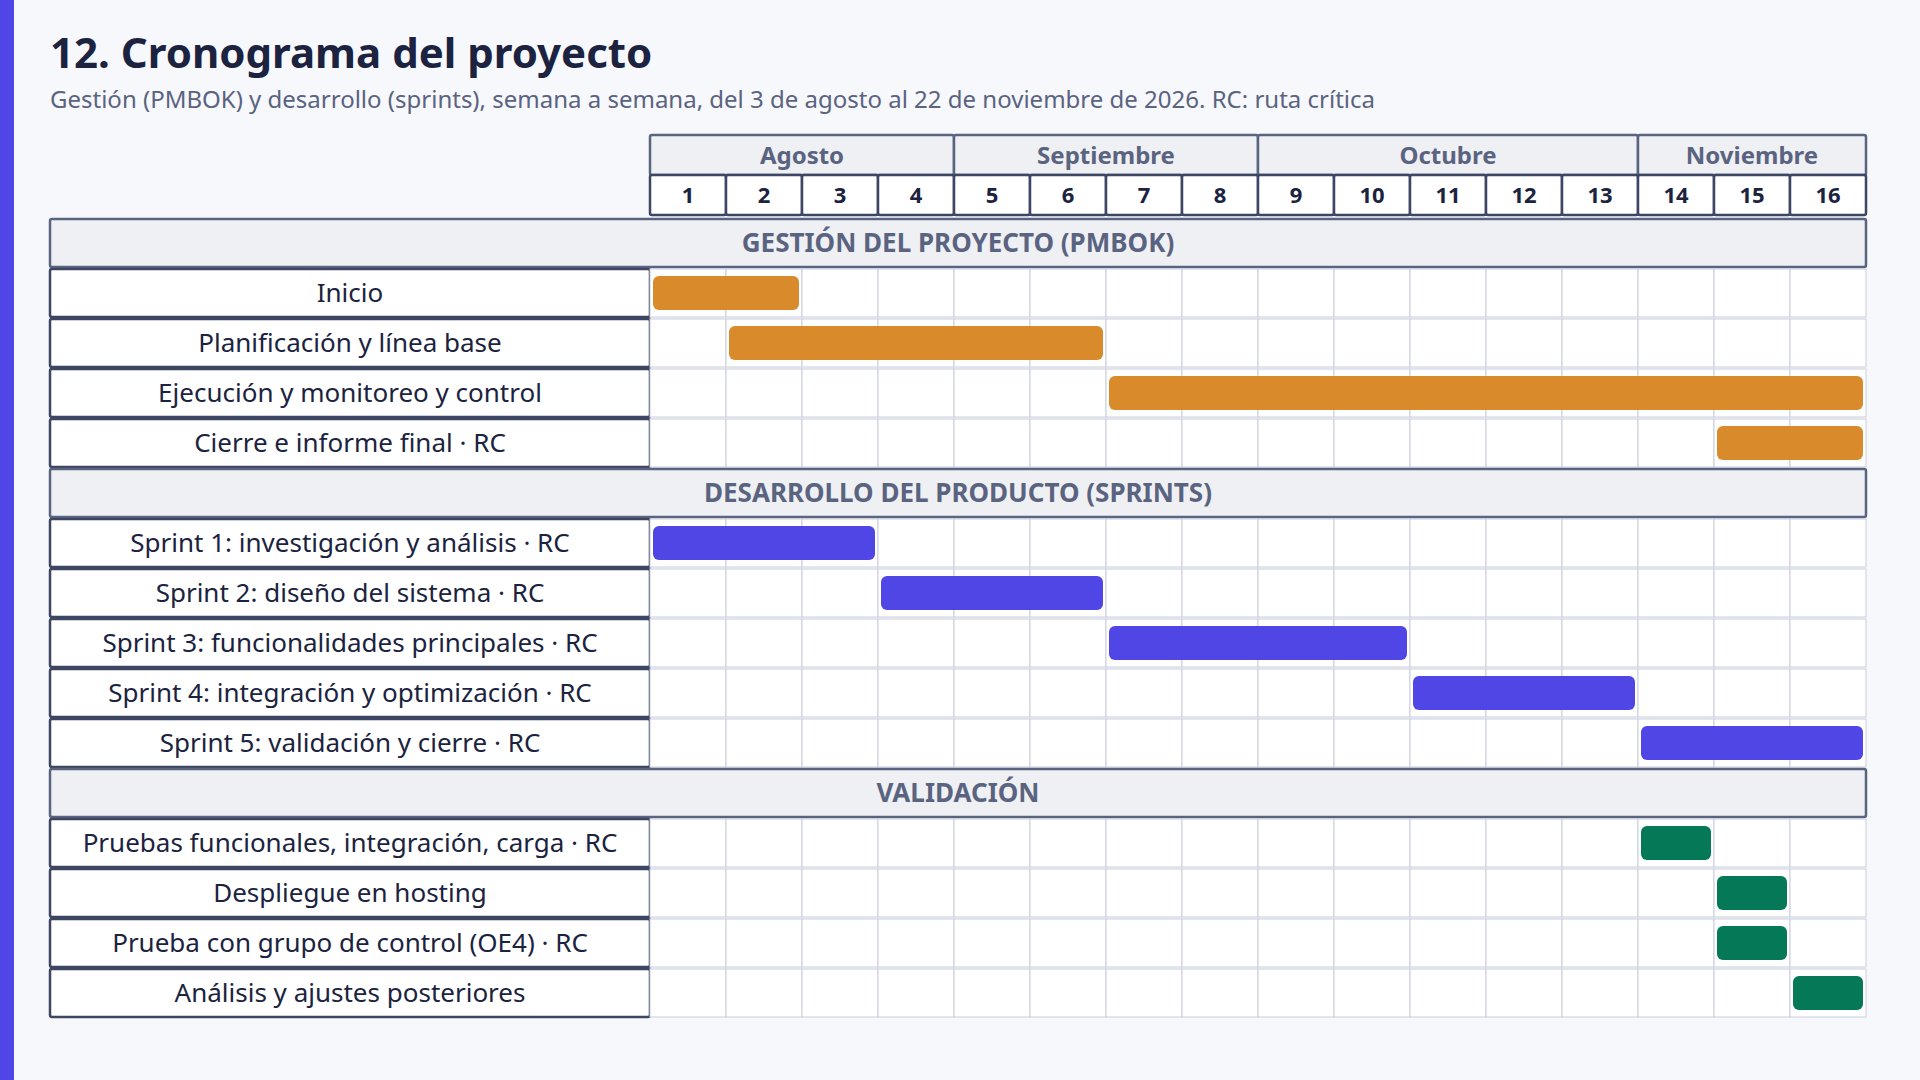 12. Cronograma del proyecto
Gestión (PMBOK) y desarrollo (sprints), semana a semana, del 3 de agosto al 22 de noviembre de 2026. RC: ruta crítica
Agosto Septiembre Octubre Noviembre
1 2 3 4 5 6 7 8 9 10 11 12 13 14 15 16
GESTIÓN DEL PROYECTO (PMBOK)
Inicio
Planificación y línea base
Ejecución y monitoreo y control
Cierre e informe final · RC
DESARROLLO DEL PRODUCTO (SPRINTS)
Sprint 1: investigación y análisis · RC
Sprint 2: diseño del sistema · RC
Sprint 3: funcionalidades principales · RC
Sprint 4: integración y optimización · RC
Sprint 5: validación y cierre · RC
VALIDACIÓN
Pruebas funcionales, integración, carga · RC
Despliegue en hosting
Prueba con grupo de control (OE4) · RC
Análisis y ajustes posteriores